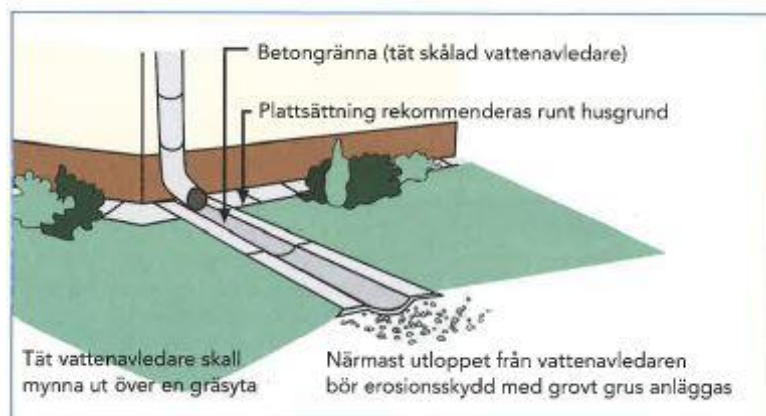 Betongränna (tät skålad vattenavledare)
Plattsättning rekommenderas runt husgrund
Tät vattenavledare skall
mynna ut över en gräsyta
Närmast utloppet från vattenavledaren
bör erosionsskydd med grovt grus anläggas